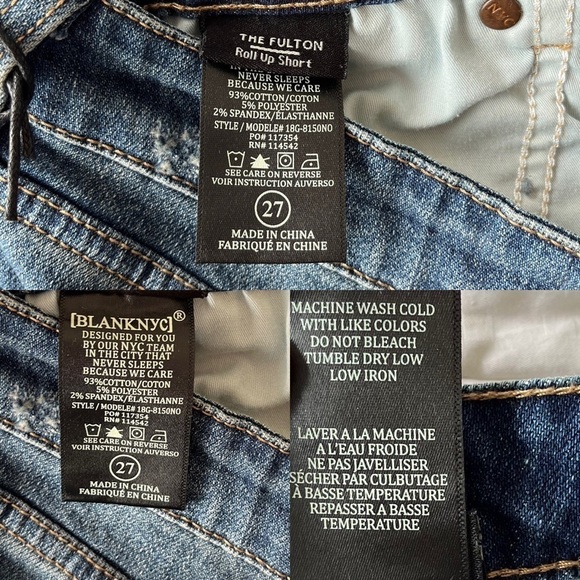 THE FULTON
Roll Up Short
NEVER SLEEPS
BECAUSE WE CARE
93%COTTON/COTON
5% POLYESTER
2% SPANDEX/ÉLASTHANNE
STYLE / MODELE# 18G-8150NO
PO# 117354
RN# 114542
SEE CARE ON REVERSE
VOIR INSTRUCTION AUVERSO
27
MADE IN CHINA
FABRIQUÉ EN CHINE
NYC
[BLANKNYC]®
DESIGNED FOR YOU
BY OUR NYC TEAM
IN THE CITY THAT
NEVER SLEEPS
BECAUSE WE CARE
93%COTTON/COTON
5% POLYESTER
2% SPANDEX/ÉLASTHANNE
STYLE / MODELE# 18G-8150NO
PO# 117354
RN# 114542
SEE CARE ON REVERSE
VOIR INSTRUCTION AUVERSO
27
MADE IN CHINA
FABRIQUÉ EN CHINE
MACHINE WASH COLD
WITH LIKE COLORS
DO NOT BLEACH
TUMBLE DRY LOW
LOW IRON
LAVER A LA MACHINE
A L'EAU FROIDE
NE PAS JAVELLISER
SÉCHER PAR CULBUTAGE
À BASSE TEMPÉRATURE
REPASSER A BASSE
TEMPÉRATURE